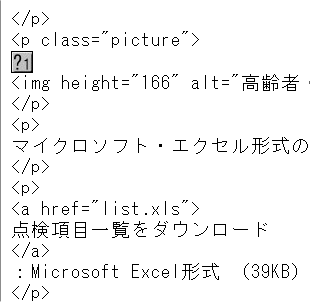 </p>
<p class="picture">
?1
<img height="166" alt="高齢者・
</p>
<p>
マイクロソフト・エクセル形式の
</p>
<p>
<a href="list.xls">
点検項目一覧をダウンロード
</a>
：Microsoft Excel形式 （39KB）
</p>